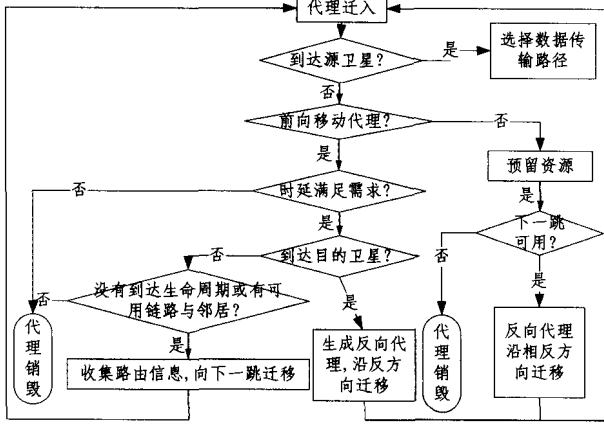 代理迁入
到达源卫星?
是
选择数据传
输路径
否
前向移动代理?
否
是
预留资源
否
时延满足需求?
是
是
下一跳
可用?
到达目的卫星?
否
否
没有到达生命周期或有可
用链路与邻居?
否
是
是
代理销毁
是
生成反向代
理,沿反方
向迁移
代理销毁
反向代理
沿相反方
向迁移
收集路由信息,向下一跳迁移